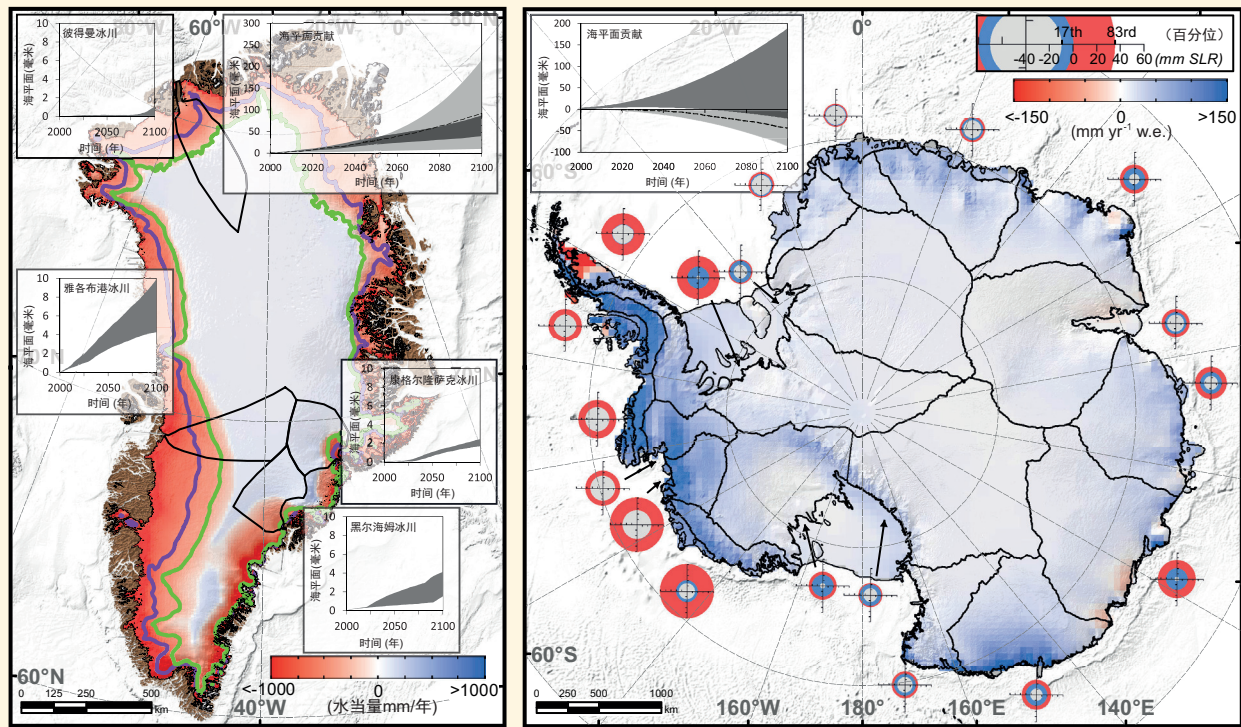 80°N
60°W
20°W
0°
80°N
彼得曼冰川
海平面(毫米)
10
8
6
4
2
0
2000
2050
2100
时间 (年)
海平面贡献
海平面(毫米)
300
250
200
150
100
50
0
2000
2020
2040
2060
2080
2100
时间 (年)
雅各布港冰川
海平面(毫米)
10
8
6
4
2
0
2000
2050
2100
时间 (年)
康格尔隆萨克冰川
海平面(毫米)
10
8
6
4
2
0
2000
2050
2100
时间 (年)
黑尔海姆冰川
海平面(毫米)
10
8
6
4
2
0
2000
2050
2100
时间 (年)
60°N
40°W
0
125
250
500
km
<-1000
0
>1000
(水当量mm/年)
海平面贡献
海平面(毫米)
200
150
100
50
0
-50
-100
2000
2020
2040
2060
2080
2100
时间 (年)
20°W
0°
60°S
17th
83rd
(百分位)
-40
-20
0
20
40
60
(mm SLR)
<-150
0
>150
(mm yr⁻¹ w.e.)
60°S
160°W
180°
160°E
140°E
0
250
500
1000
km